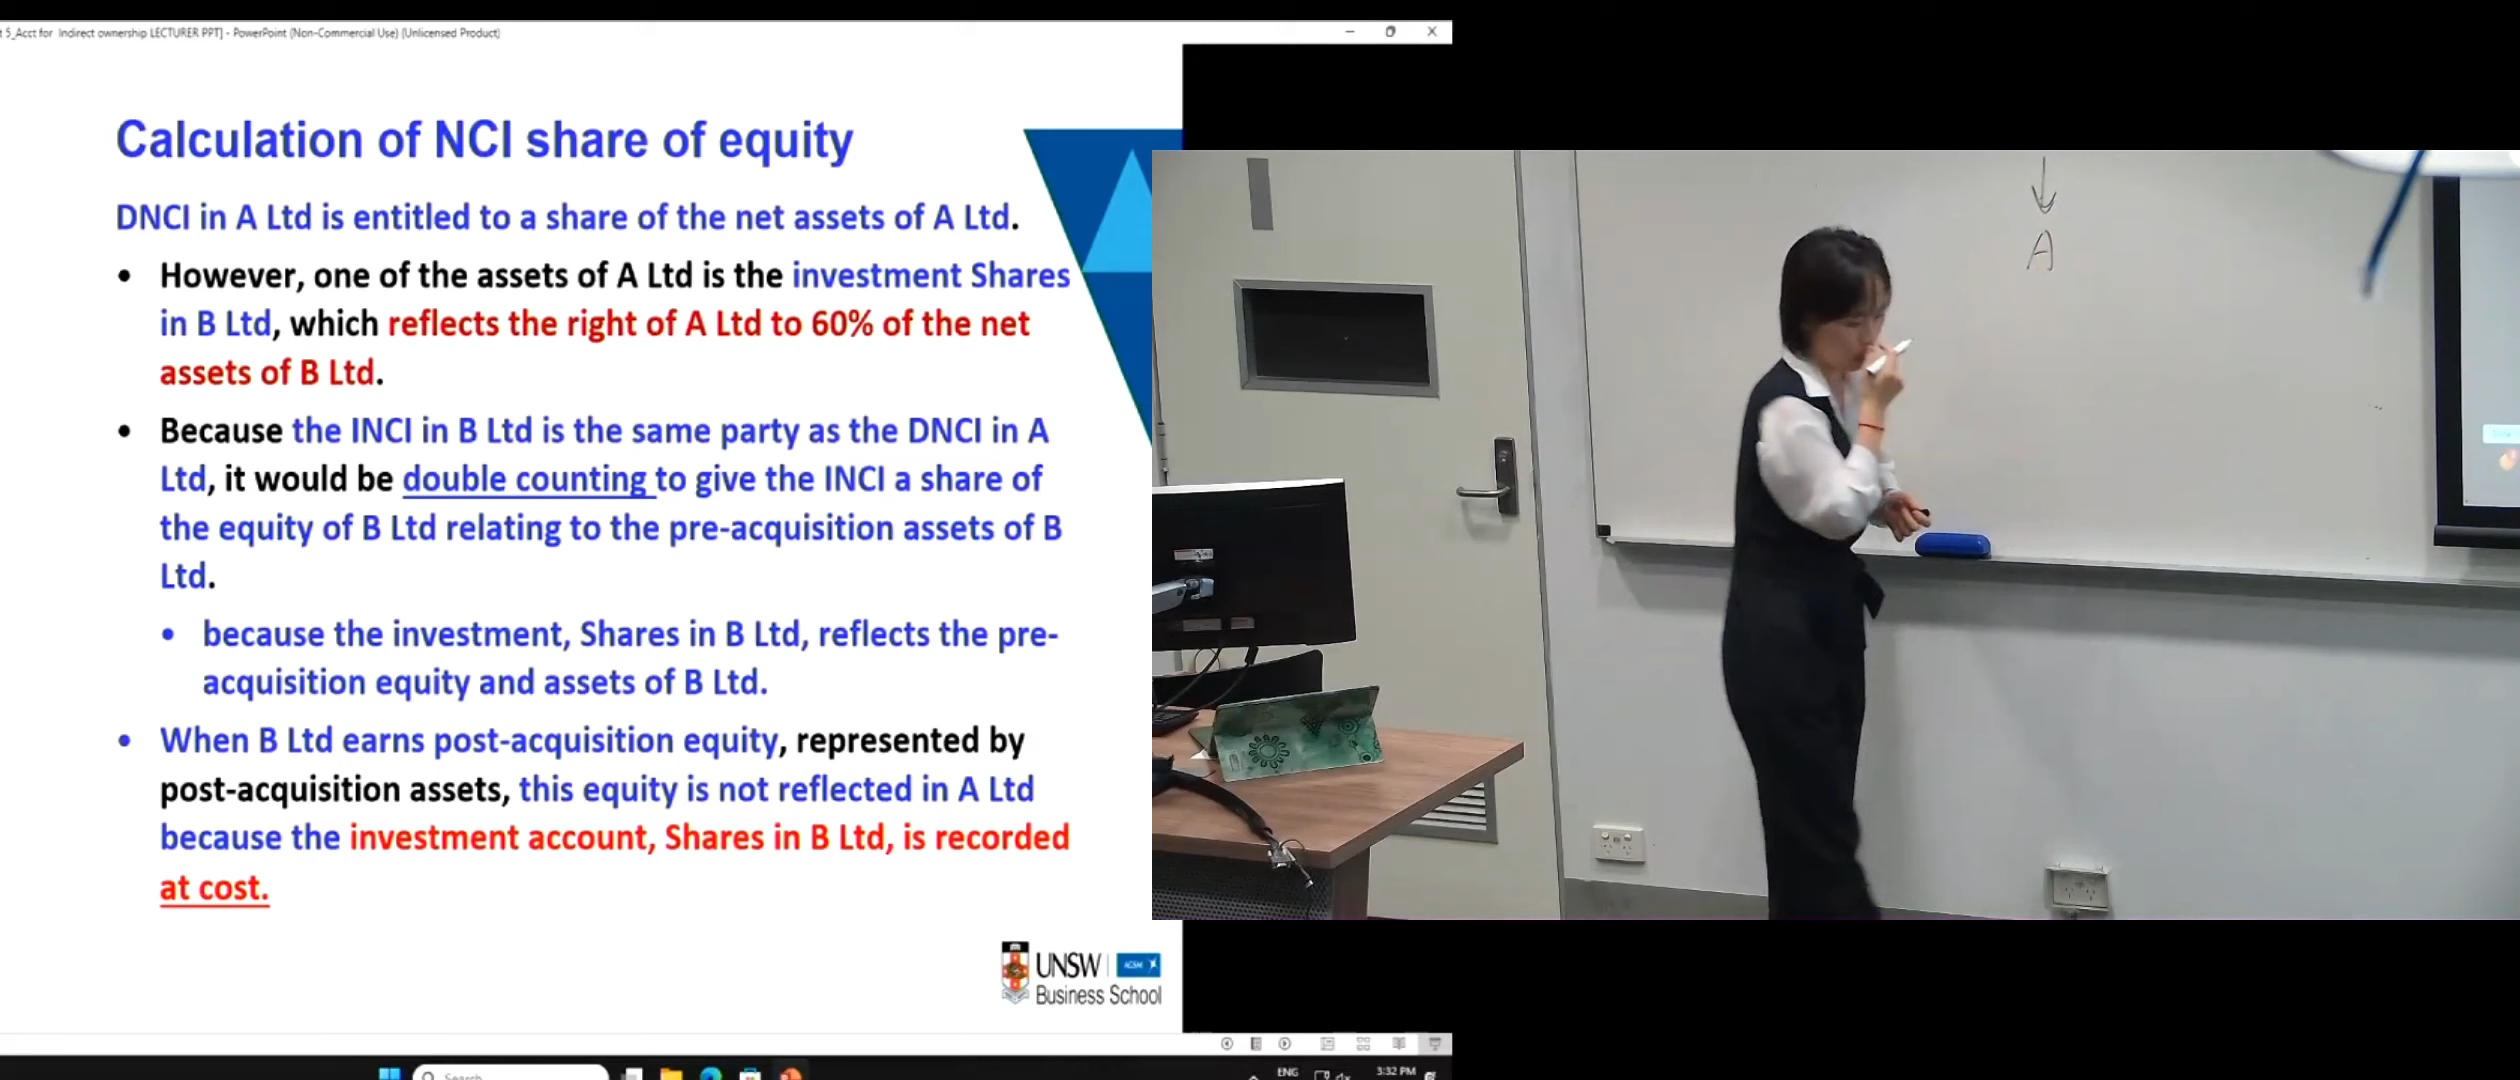 t 5_Acct for Indirect ownership LECTURER PPT] - PowerPoint (Non-Commercial Use) (Unlicensed Product)
Calculation of NCI share of equity
DNCI in A Ltd is entitled to a share of the net assets of A Ltd.
• However, one of the assets of A Ltd is the investment Shares
in B Ltd, which reflects the right of A Ltd to 60% of the net
assets of B Ltd.
• Because the INCI in B Ltd is the same party as the DNCI in A
Ltd, it would be double counting to give the INCI a share of
the equity of B Ltd relating to the pre-acquisition assets of B
Ltd.
• because the investment, Shares in B Ltd, reflects the pre-
acquisition equity and assets of B Ltd.
• When B Ltd earns post-acquisition equity, represented by
post-acquisition assets, this equity is not reflected in A Ltd
because the investment account, Shares in B Ltd, is recorded
at cost.
UNSW
AGSM
Business School
Search
ENG
3:32 PM
A